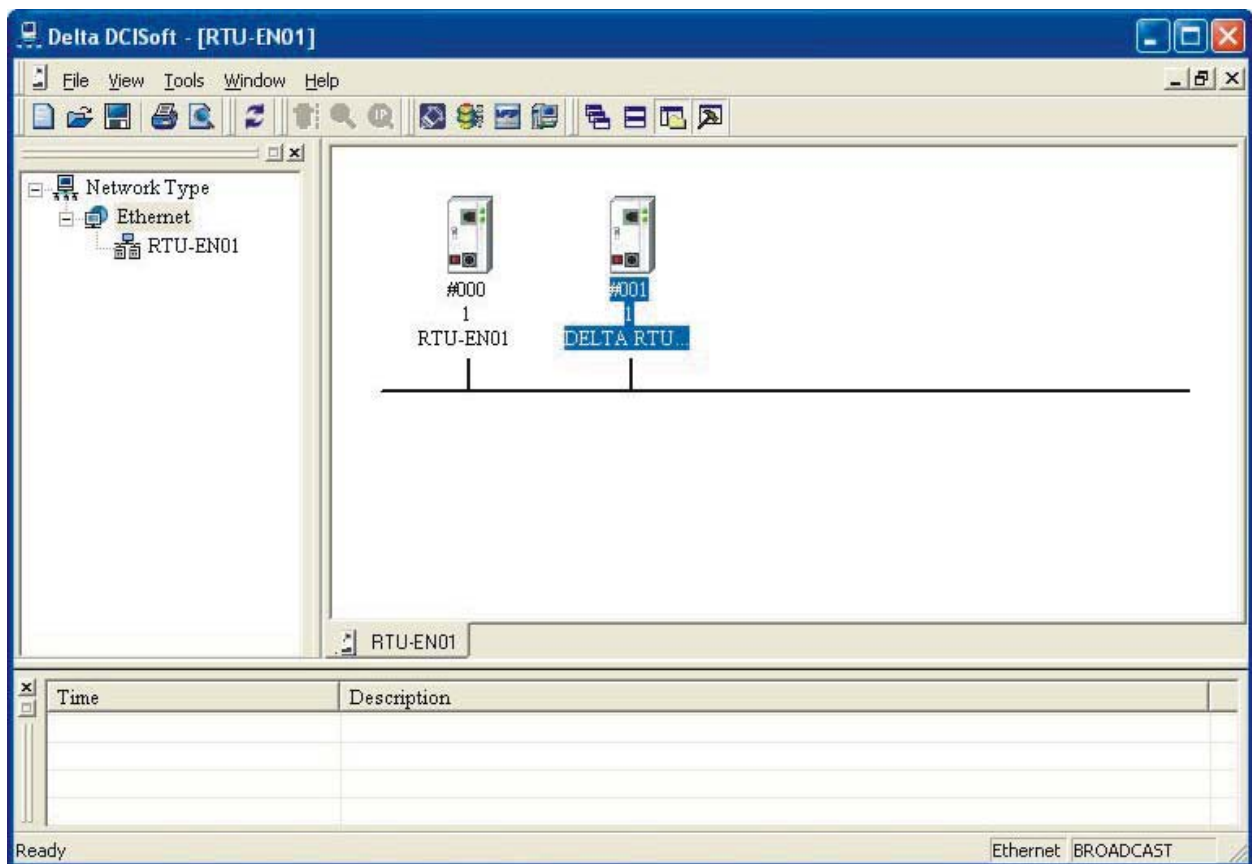 Delta DCISoft - [RTU-EN01]
File View Tools Window Help
IP
Network Type
Ethernet
RTU-EN01
#000
1
RTU-EN01
#001
1
DELTA RTU...
RTU-EN01
Time Description
Ready Ethernet BROADCAST